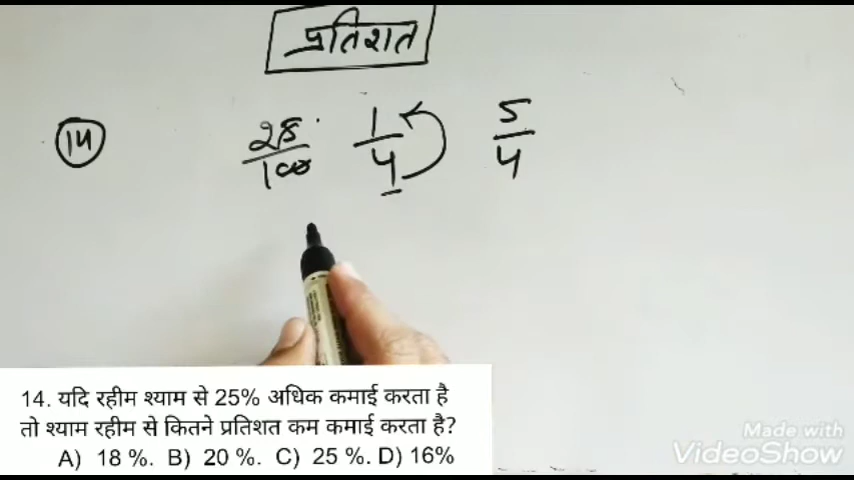 प्रतिशत
14 25/100 1/4 5/4
14. यदि रहीम श्याम से 25% अधिक कमाई करता है
तो श्याम रहीम से कितने प्रतिशत कम कमाई करता है?
A) 18 %. B) 20 %. C) 25 %. D) 16%
Made with
VideoShow